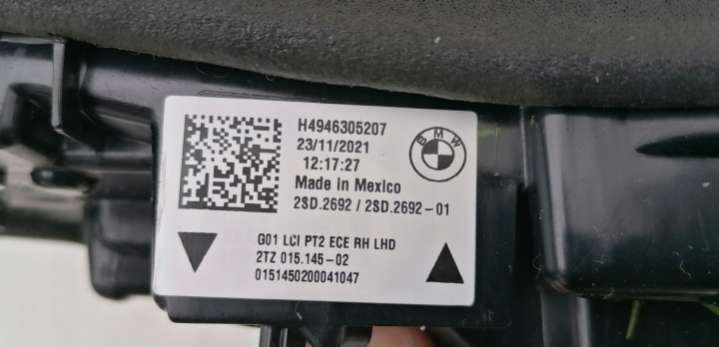 H4946305207
23/11/2021
12:17:27
BMW
Made In Mexico
2SD.2692 / 2SD.2692-01
G01 LCI PT2 ECE RH LHD
2TZ 015.145-02
0151450200041047